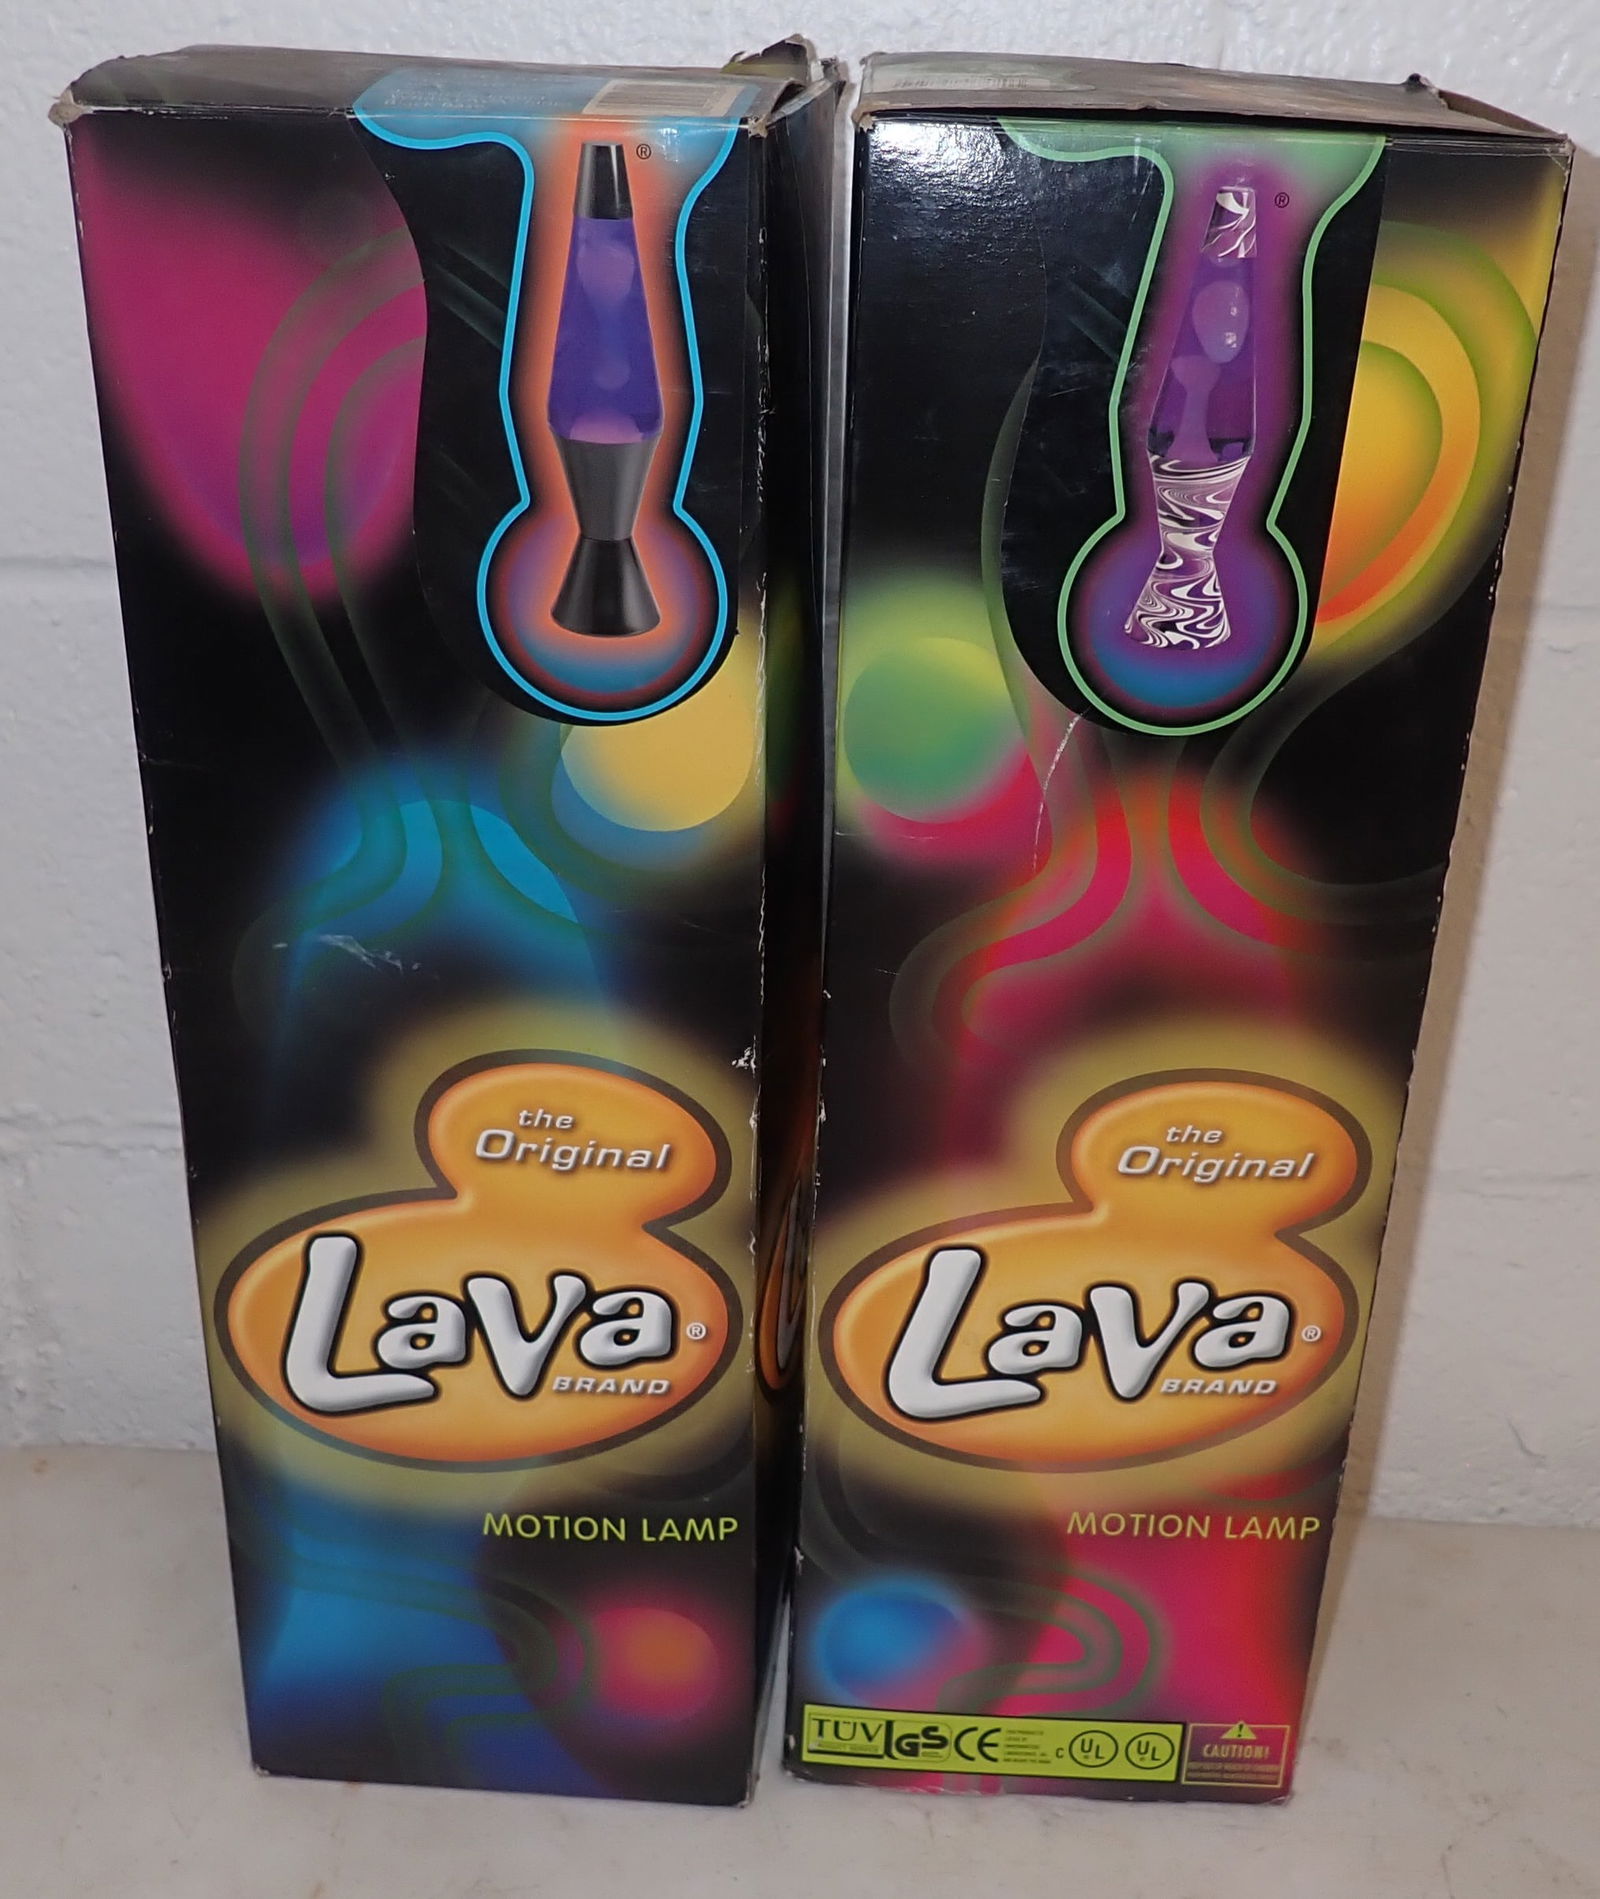 ®
the
Original
LaVa®
BRAND
MOTION LAMP
®
the
Original
LaVa®
BRAND
MOTION LAMP
TÜV GS CE C UL UL
CAUTION!